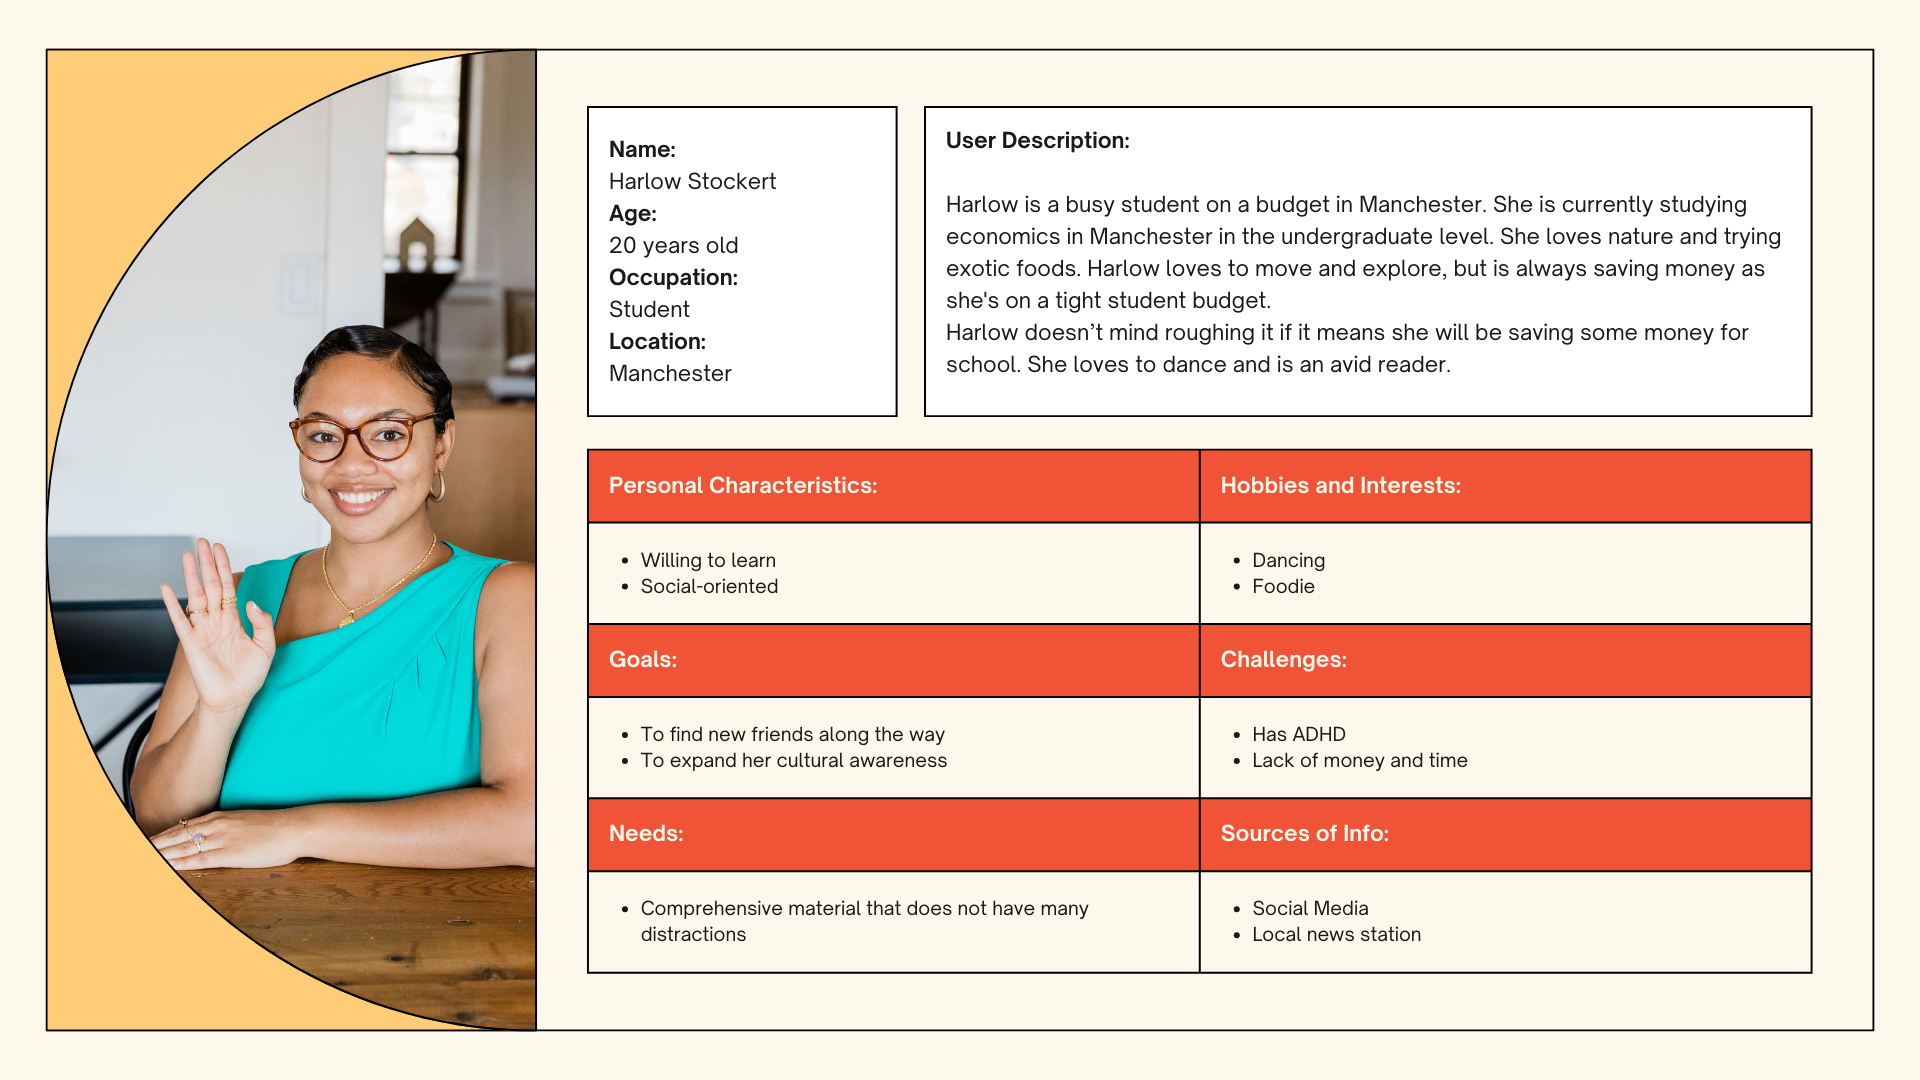 Name:
Harlow Stockert
Age:
20 years old
Occupation:
Student
Location:
Manchester
User Description:
Harlow is a busy student on a budget in Manchester. She is currently studying
economics in Manchester in the undergraduate level. She loves nature and trying
exotic foods. Harlow loves to move and explore, but is always saving money as
she's on a tight student budget.
Harlow doesn’t mind roughing it if it means she will be saving some money for
school. She loves to dance and is an avid reader.
Personal Characteristics:
• Willing to learn
• Social-oriented
Hobbies and Interests:
• Dancing
• Foodie
Goals:
• To find new friends along the way
• To expand her cultural awareness
Challenges:
• Has ADHD
• Lack of money and time
Needs:
• Comprehensive material that does not have many
distractions
Sources of Info:
• Social Media
• Local news station